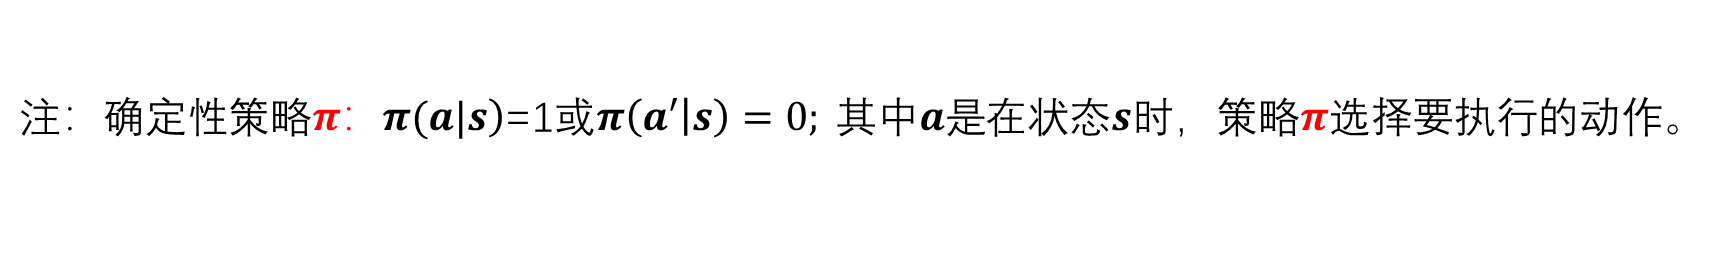 注：确定性策略π：π(a|s)=1或π(a′|s) = 0; 其中a是在状态s时，策略π选择要执行的动作。